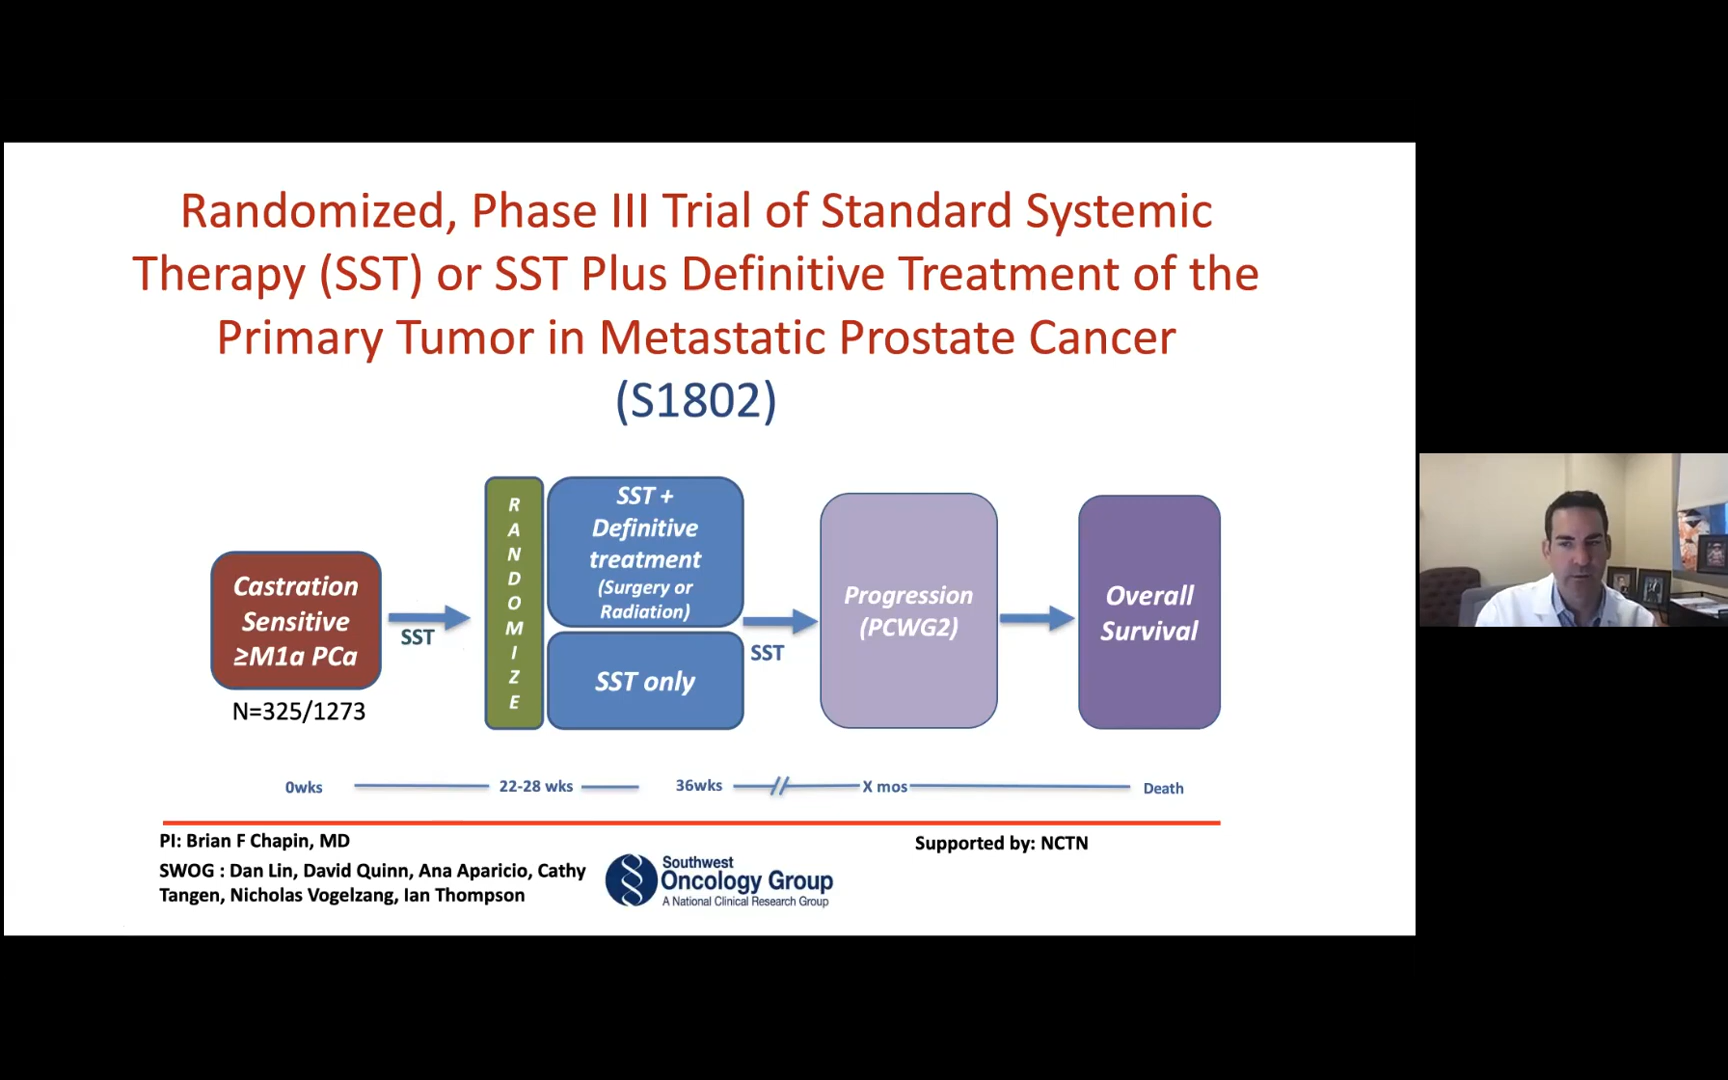 Randomized, Phase III Trial of Standard Systemic
Therapy (SST) or SST Plus Definitive Treatment of the
Primary Tumor in Metastatic Prostate Cancer
(S1802)
Castration
Sensitive
≥M1a PCa
N=325/1273
SST
RANDOMIZE
SST +
Definitive
treatment
(Surgery or
Radiation)
SST only
SST
Progression
(PCWG2)
Overall
Survival
0wks
22-28 wks
36wks
X mos
Death
PI: Brian F Chapin, MD
SWOG : Dan Lin, David Quinn, Ana Aparicio, Cathy
Tangen, Nicholas Vogelzang, Ian Thompson
Southwest
Oncology Group
A National Clinical Research Group
Supported by: NCTN